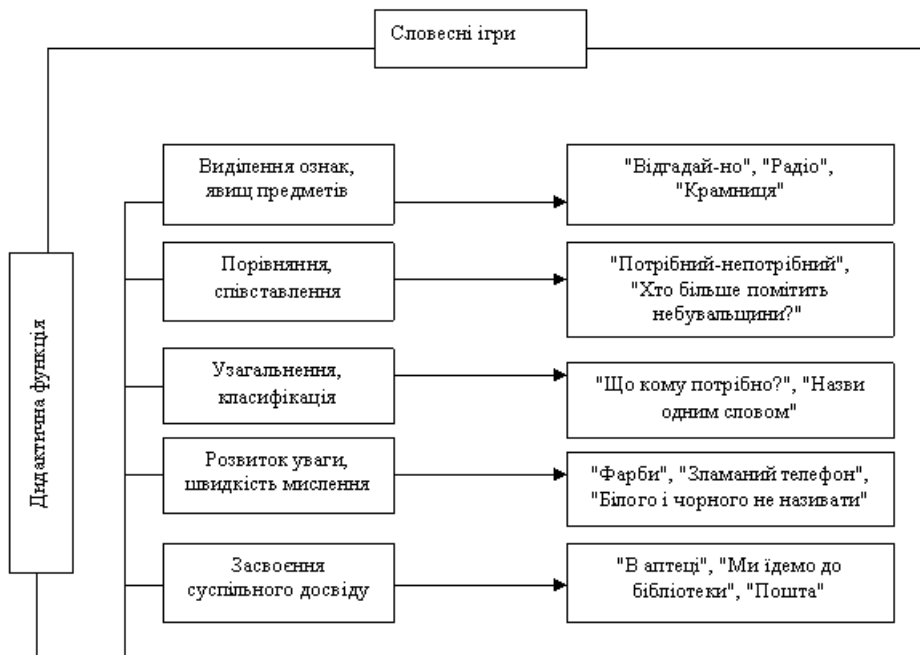 Словесні ігри
Виділення ознак,
явищ предметів
"Відгадай-но", "Радіо",
"Крамниця"
Порівняння,
співставлення
"Потрібний-непотрібний",
"Хто більше помітить
небувальщини?"
Дидактична функція
Узагальнення,
класифікація
"Що кому потрібно?", "Назви
одним словом"
Розвиток уваги,
швидкість мислення
"Фарби", "Зламаний телефон",
"Білого і чорного не називати"
Засвоєння
суспільного досвіду
"В аптеці", "Ми їдемо до
бібліотеки", "Пошта"